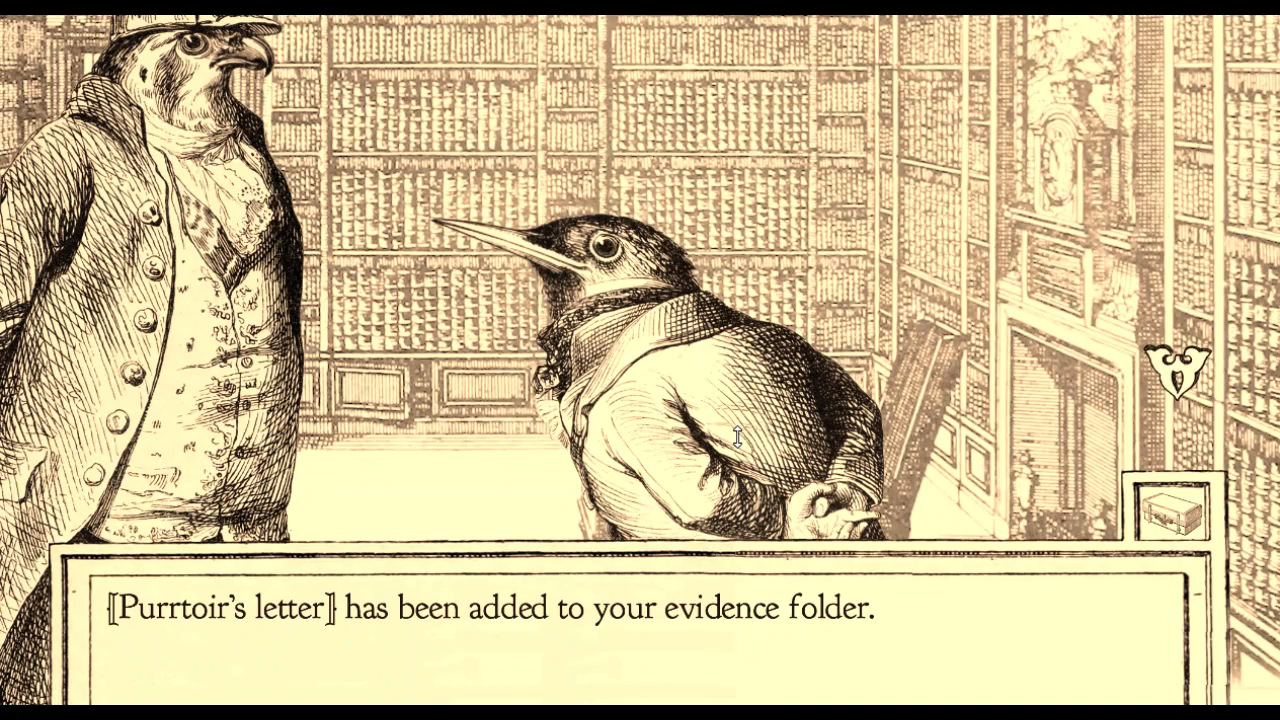 ⟦Purrtoir's letter⟧ has been added to your evidence folder.